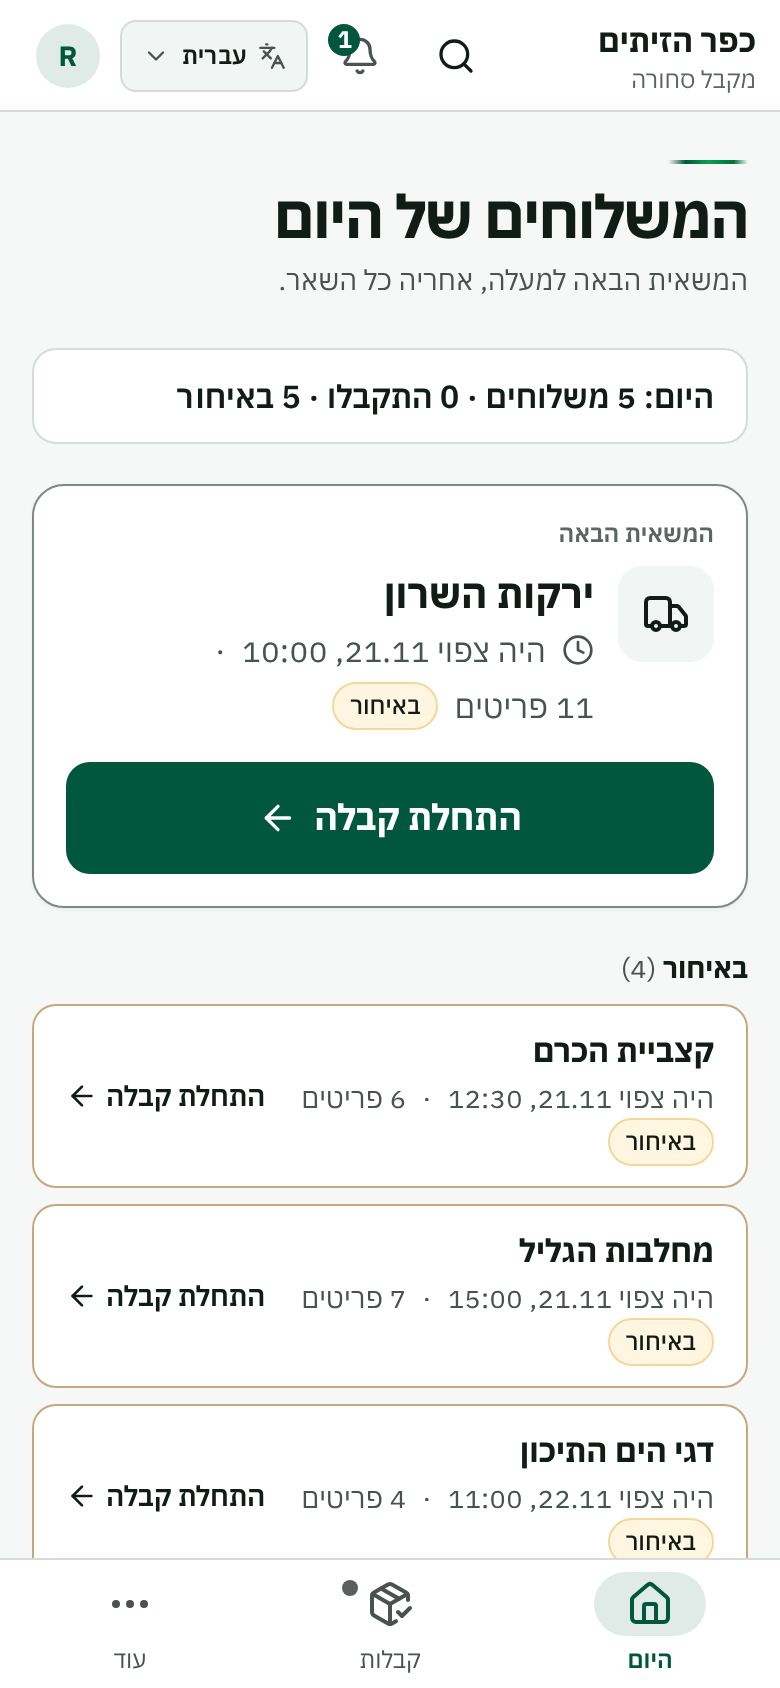 כפר הזיתים
מקבל סחורה
1
עברית
R
המשלוחים של היום
המשאית הבאה למעלה, אחריה כל השאר.
היום: 5 משלוחים · 0 התקבלו · 5 באיחור
המשאית הבאה
ירקות השרון
היה צפוי 21.11, 10:00 ·
11 פריטים באיחור
התחלת קבלה
באיחור (4)
קצביית הכרם
היה צפוי 21.11, 12:30 · 6 פריטים
באיחור
התחלת קבלה
מחלבות הגליל
היה צפוי 21.11, 15:00 · 7 פריטים
באיחור
התחלת קבלה
דגי הים התיכון
היה צפוי 22.11, 11:00 · 4 פריטים
באיחור
התחלת קבלה
היום
קבלות
עוד